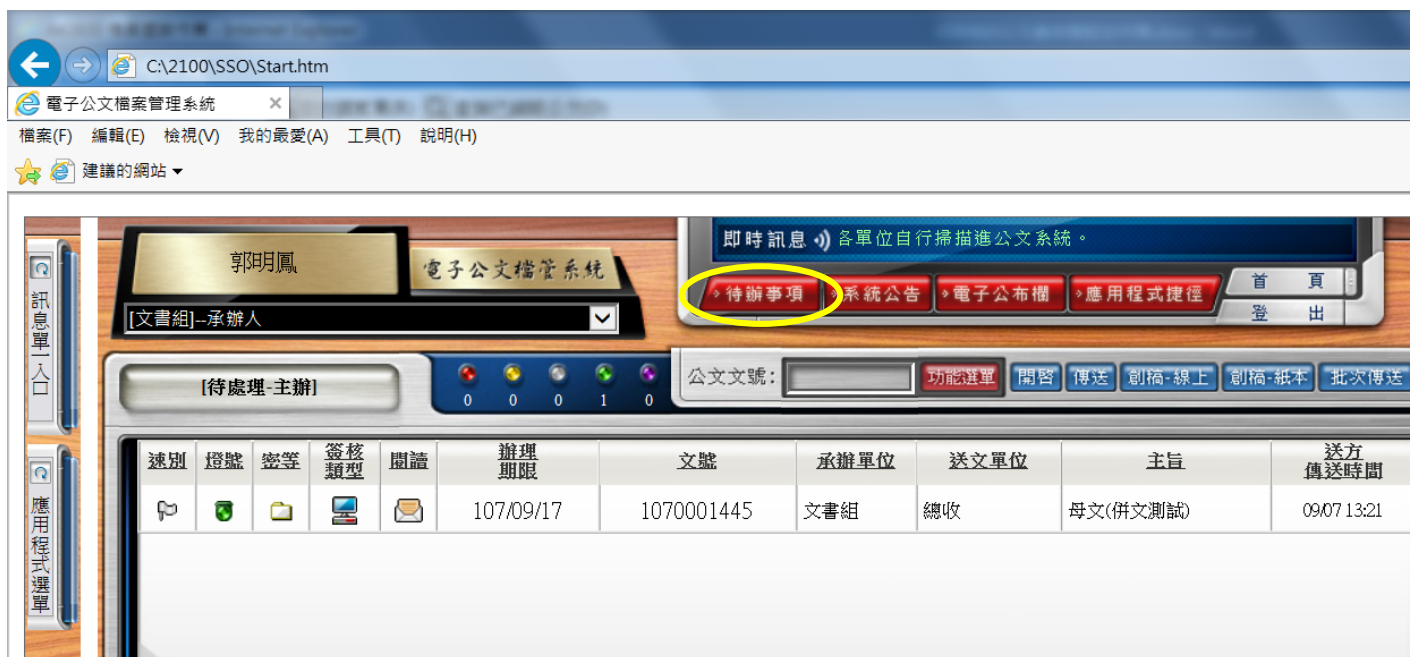 C:\2100\SSO\Start.htm
電子公文檔案管理系統
檔案(F) 編輯(E) 檢視(V) 我的最愛(A) 工具(T) 說明(H)
建議的網站
訊息單一入口
應用程式選單
郭明鳳
電子公文檔管系統
[文書組]--承辦人
即時訊息 各單位自行掃描進公文系統。
待辦事項 系統公告 電子公布欄 應用程式捷徑
首頁
登出
[待處理-主辦]
0 0 0 1 0
公文文號: 功能選單 開啓 傳送 創稿-線上 創稿-紙本 批次傳送
速別 燈號 密等 簽核類型 閱讀 辦理期限 文號 承辦單位 送文單位 主旨 送方傳送時間
107/09/17 1070001445 文書組 總收 母文(併文測試) 09/07 13:21